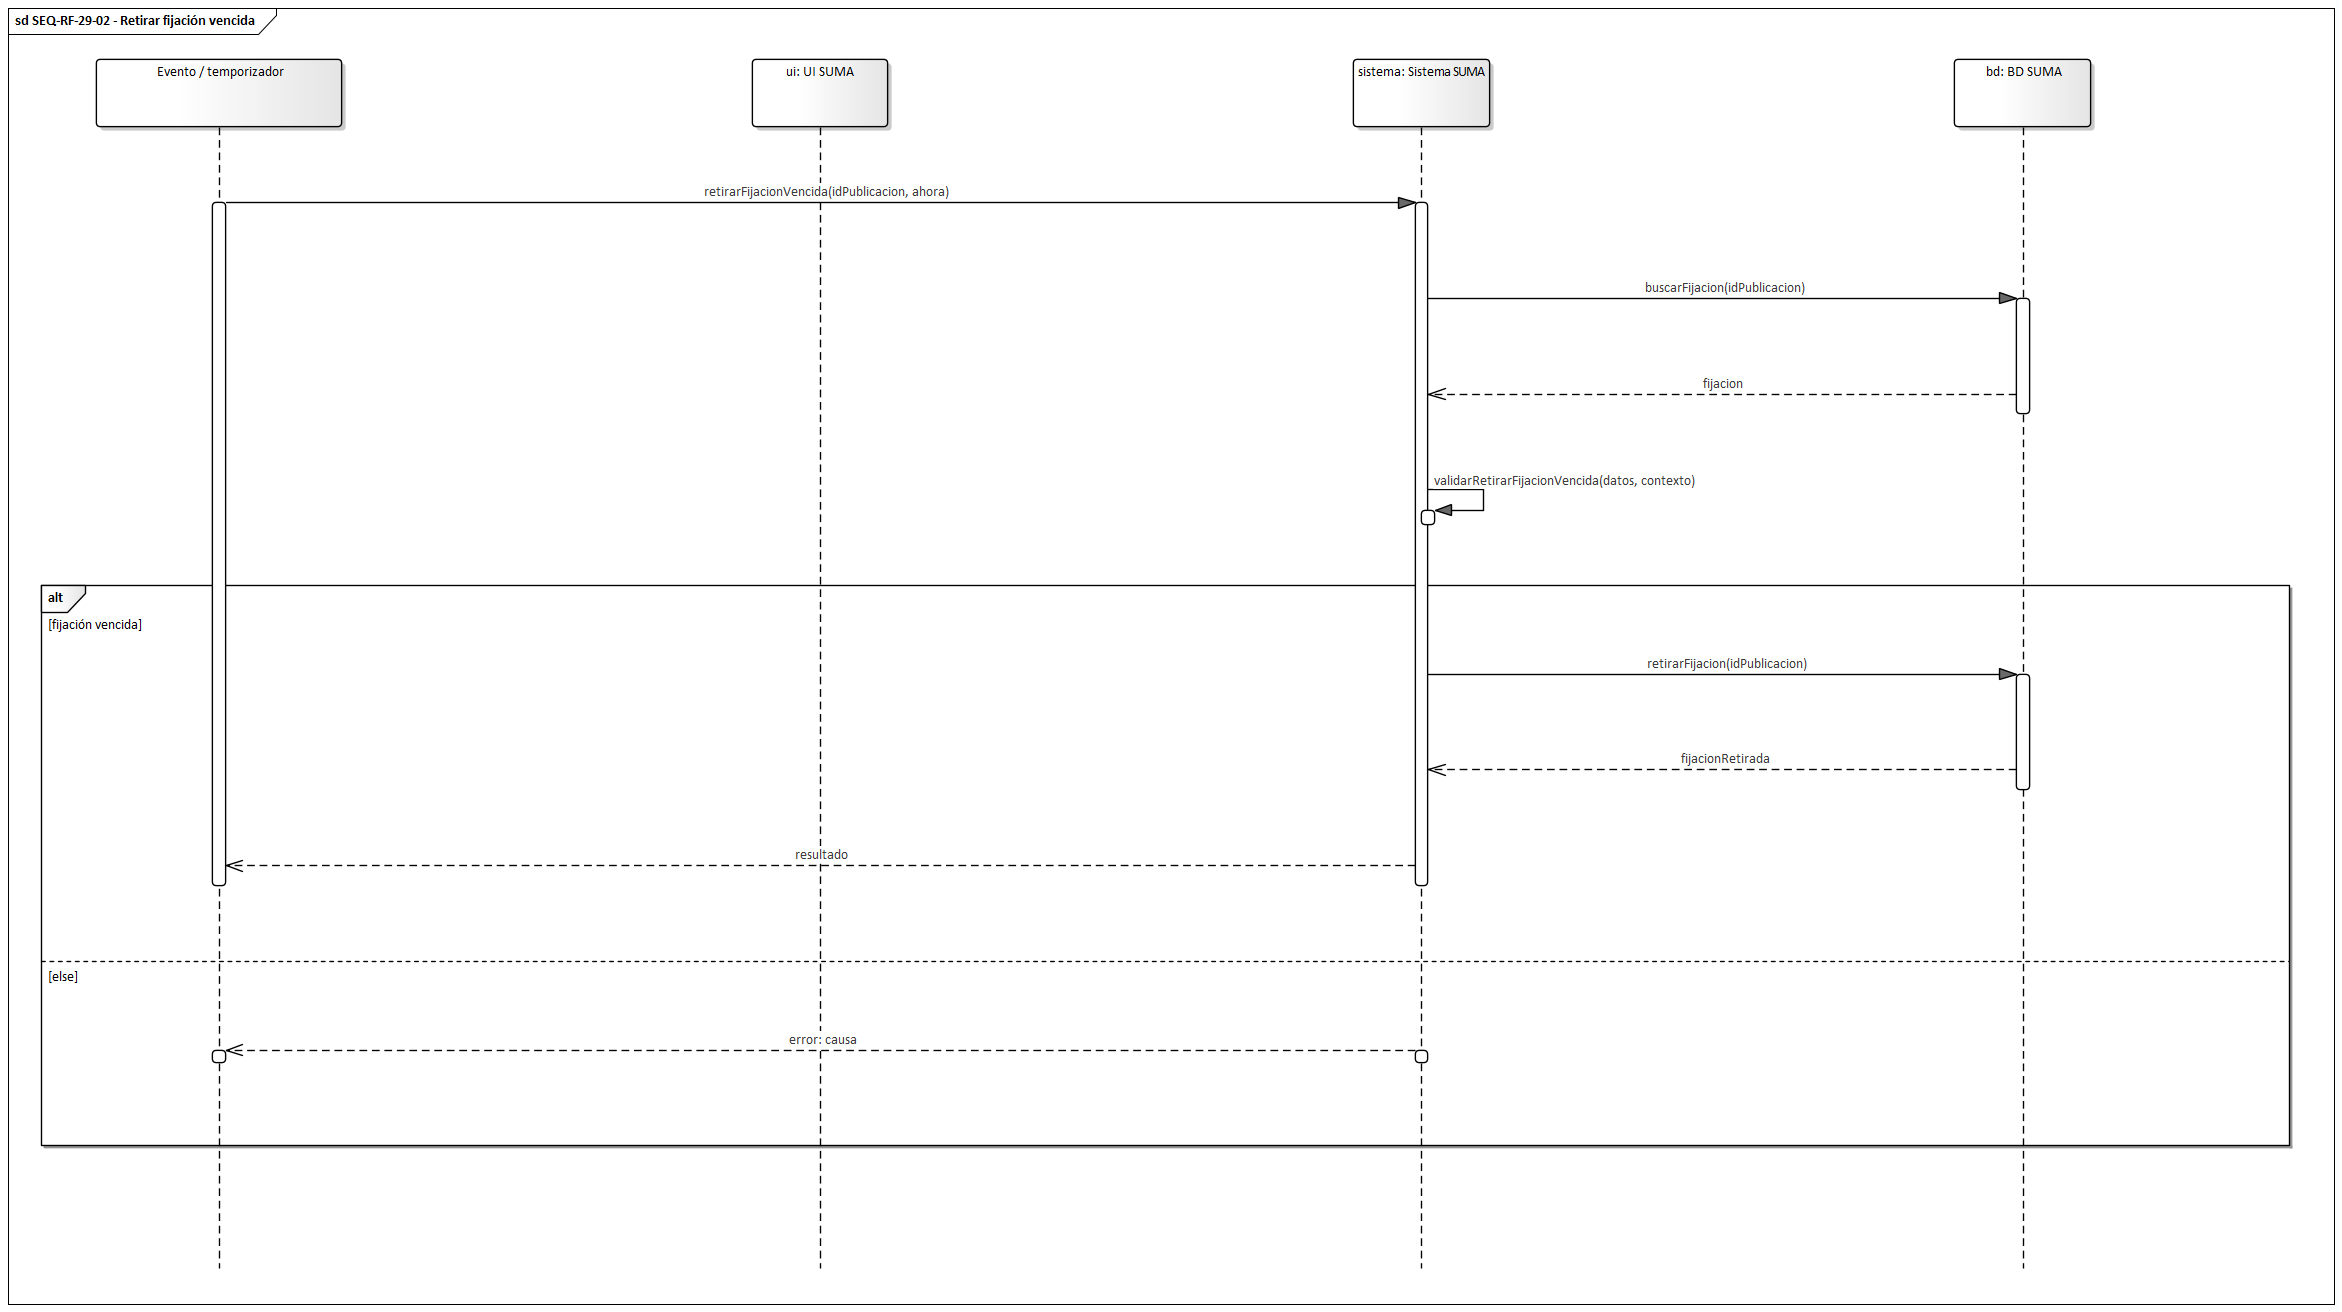 sd SEQ-RF-29-02 - Retirar fijación vencida
Evento / temporizador
ui: UI SUMA
sistema: Sistema SUMA
bd: BD SUMA
retirarFijacionVencida(idPublicacion, ahora)
buscarFijacion(idPublicacion)
fijacion
validarRetirarFijacionVencida(datos, contexto)
alt
[fijación vencida]
retirarFijacion(idPublicacion)
fijacionRetirada
resultado
[else]
error: causa